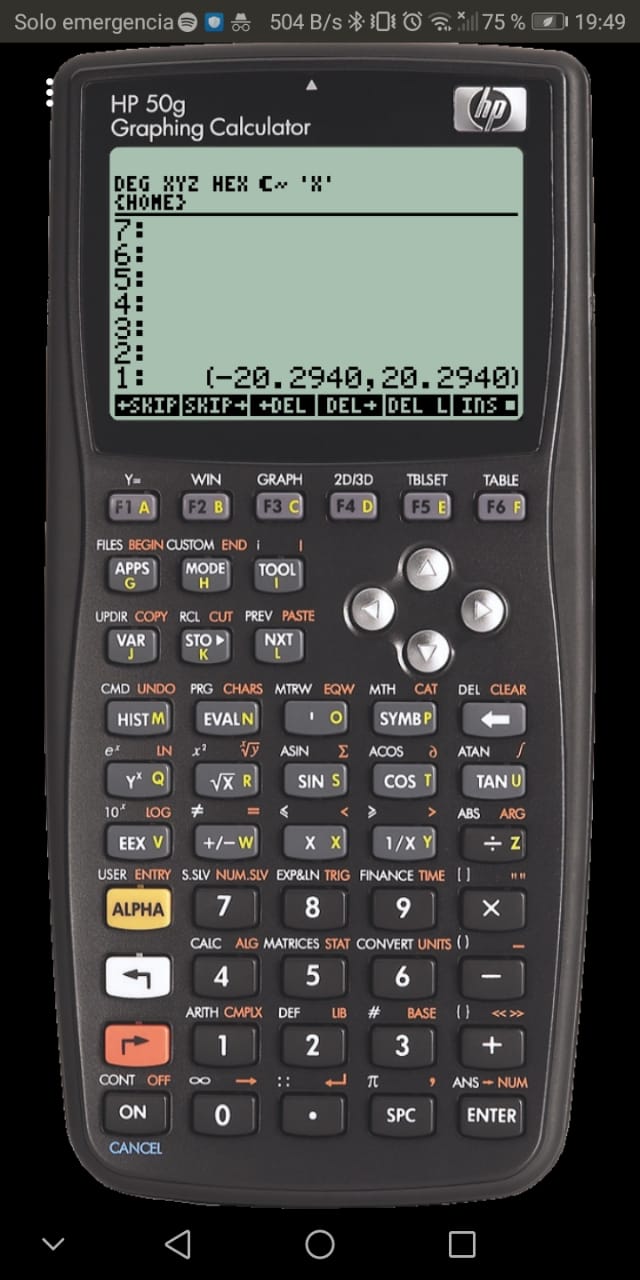 Solo emergencia 504 B/s 75 % 19:49
HP 50g
Graphing Calculator
hp
DEG XYZ HEX C~ 'X'
{HOME}
7:
6:
5:
4:
3:
2:
1: (-20.2940,20.2940)
←SKIP SKIP→ ←DEL DEL→ DEL L INS ■
Y= WIN GRAPH 2D/3D TBLSET TABLE
F1 A F2 B F3 C F4 D F5 E F6 F
FILES BEGIN CUSTOM END i |
APPS G MODE H TOOL I
UPDIR COPY RCL CUT PREV PASTE
VAR J STO ▶ K NXT L
CMD UNDO PRG CHARS MTRW EQW MTH CAT DEL CLEAR
HIST M EVAL N ' O SYMB P ←
eˣ LN x² ˣ√y ASIN Σ ACOS ∂ ATAN ∫
Yˣ Q √X R SIN S COS T TAN U
10ˣ LOG ≠ = ≤ < ≥ > ABS ARG
EEX V +/− W X X 1/X Y ÷ Z
USER ENTRY S.SLV NUM.SLV EXP&LN TRIG FINANCE TIME [ ] " "
ALPHA 7 8 9 ×
CALC ALG MATRICES STAT CONVERT UNITS ( ) _
4 5 6 −
ARITH CMPLX DEF LIB # BASE { } << >>
1 2 3 +
CONT OFF ∞ → : : ↵ π , ANS → NUM
ON 0 . SPC ENTER
CANCEL